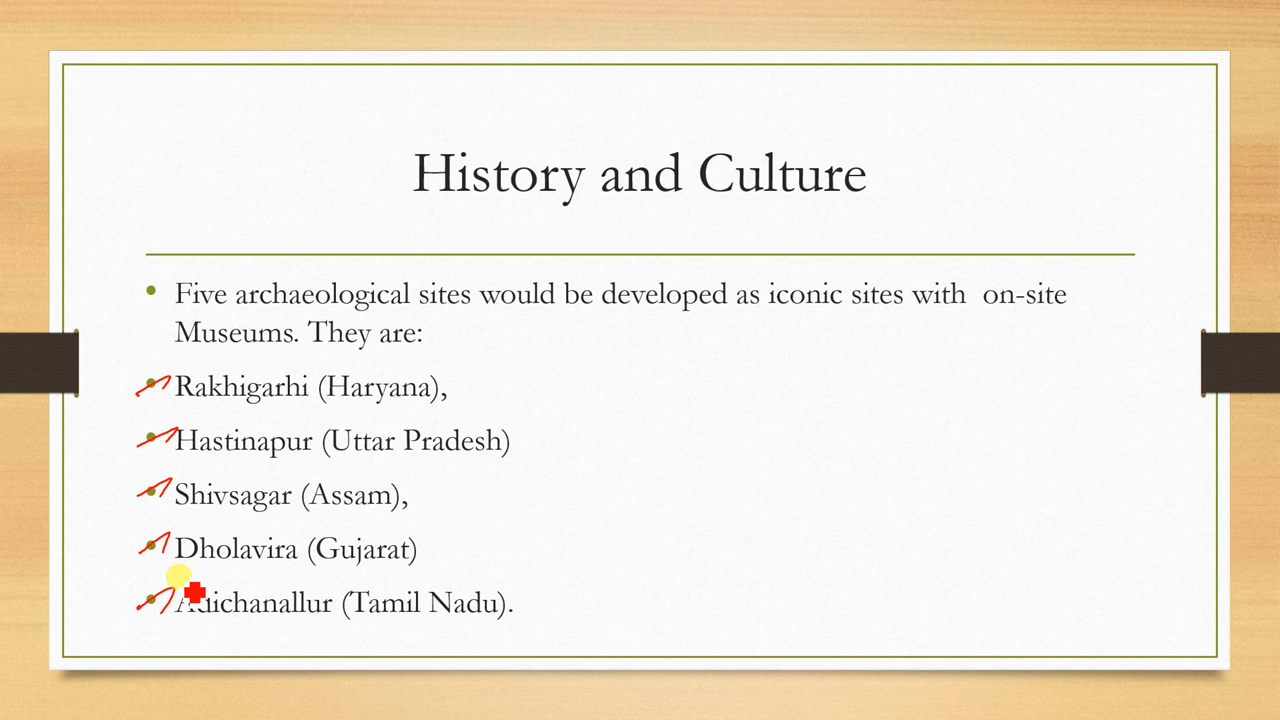 History and Culture
Five archaeological sites would be developed as iconic sites with on-site
Museums. They are:
Rakhigarhi (Haryana),
Hastinapur (Uttar Pradesh)
Shivsagar (Assam),
Dholavira (Gujarat)
Adichanallur (Tamil Nadu).